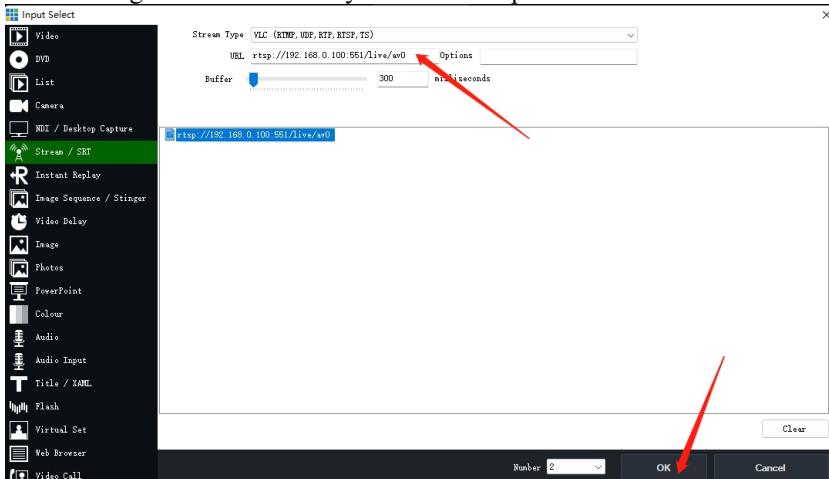 Input Select
Video
DVD
List
Camera
NDI / Desktop Capture
Stream / SRT
Instant Replay
Image Sequence / Stinger
Video Delay
Image
Photos
PowerPoint
Colour
Audio
Audio Input
Title / XAML
Flash
Virtual Set
Web Browser
Video Call
Stream Type VLC (RTMP, UDP, RTP, RTSP, TS)
URL rtsp://192.168.0.100:551/live/av0 Options
Buffer 300 milliseconds
rtsp://192.168.0.100:551/live/av0
Clear
Number 2 OK Cancel